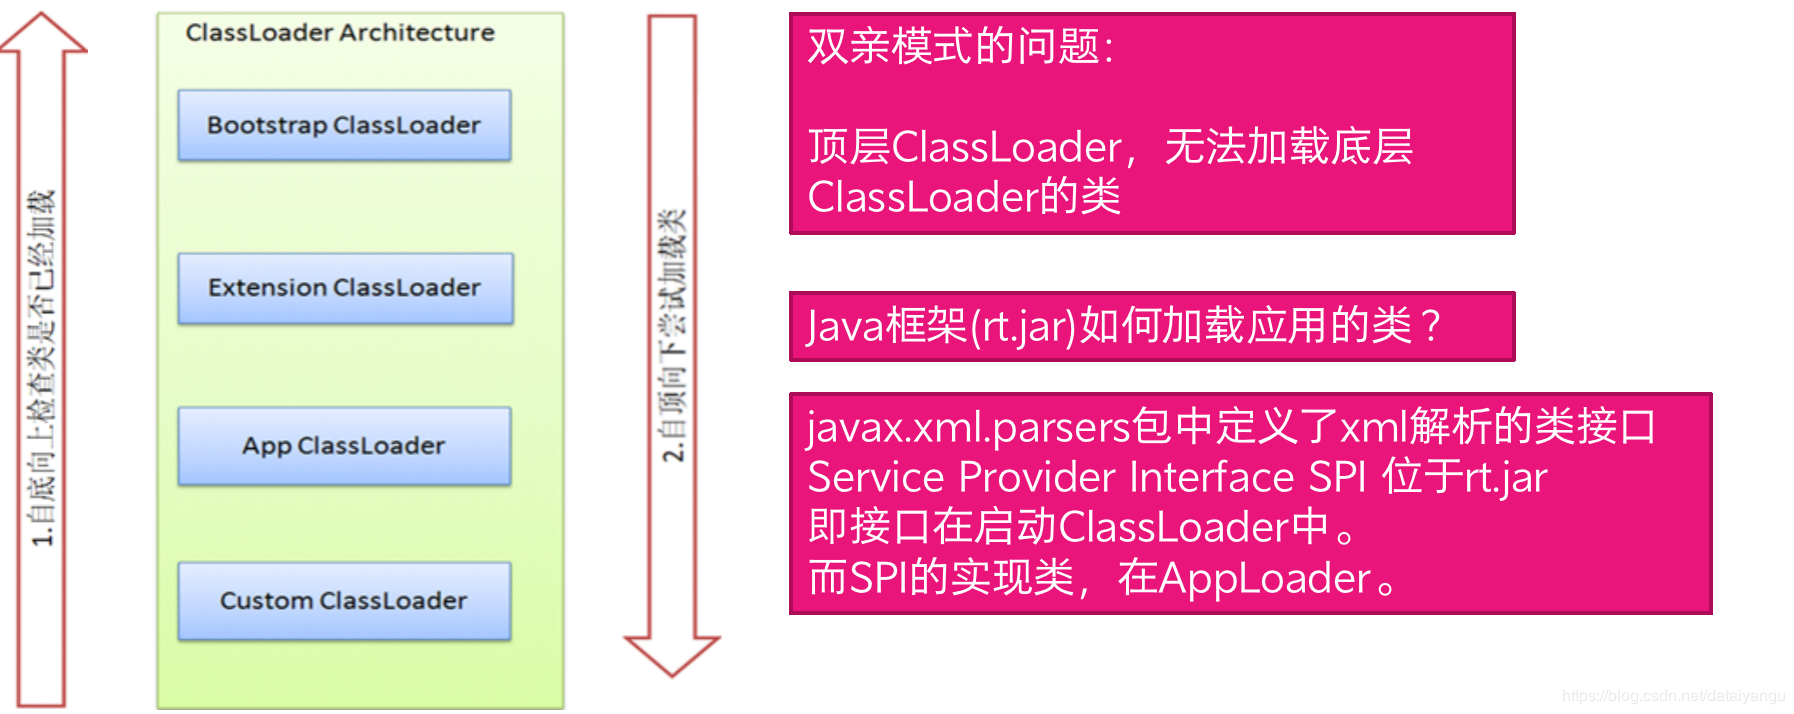 ClassLoader Architecture
Bootstrap ClassLoader
Extension ClassLoader
App ClassLoader
Custom ClassLoader
1.自底向上检查类是否已经加载
2.自顶向下尝试加载类
双亲模式的问题：
顶层ClassLoader，无法加载底层
ClassLoader的类
Java框架(rt.jar)如何加载应用的类？
javax.xml.parsers包中定义了xml解析的类接口
Service Provider Interface SPI 位于rt.jar
即接口在启动ClassLoader中。
而SPI的实现类，在AppLoader。
https://blog.csdn.net/dataiyangu